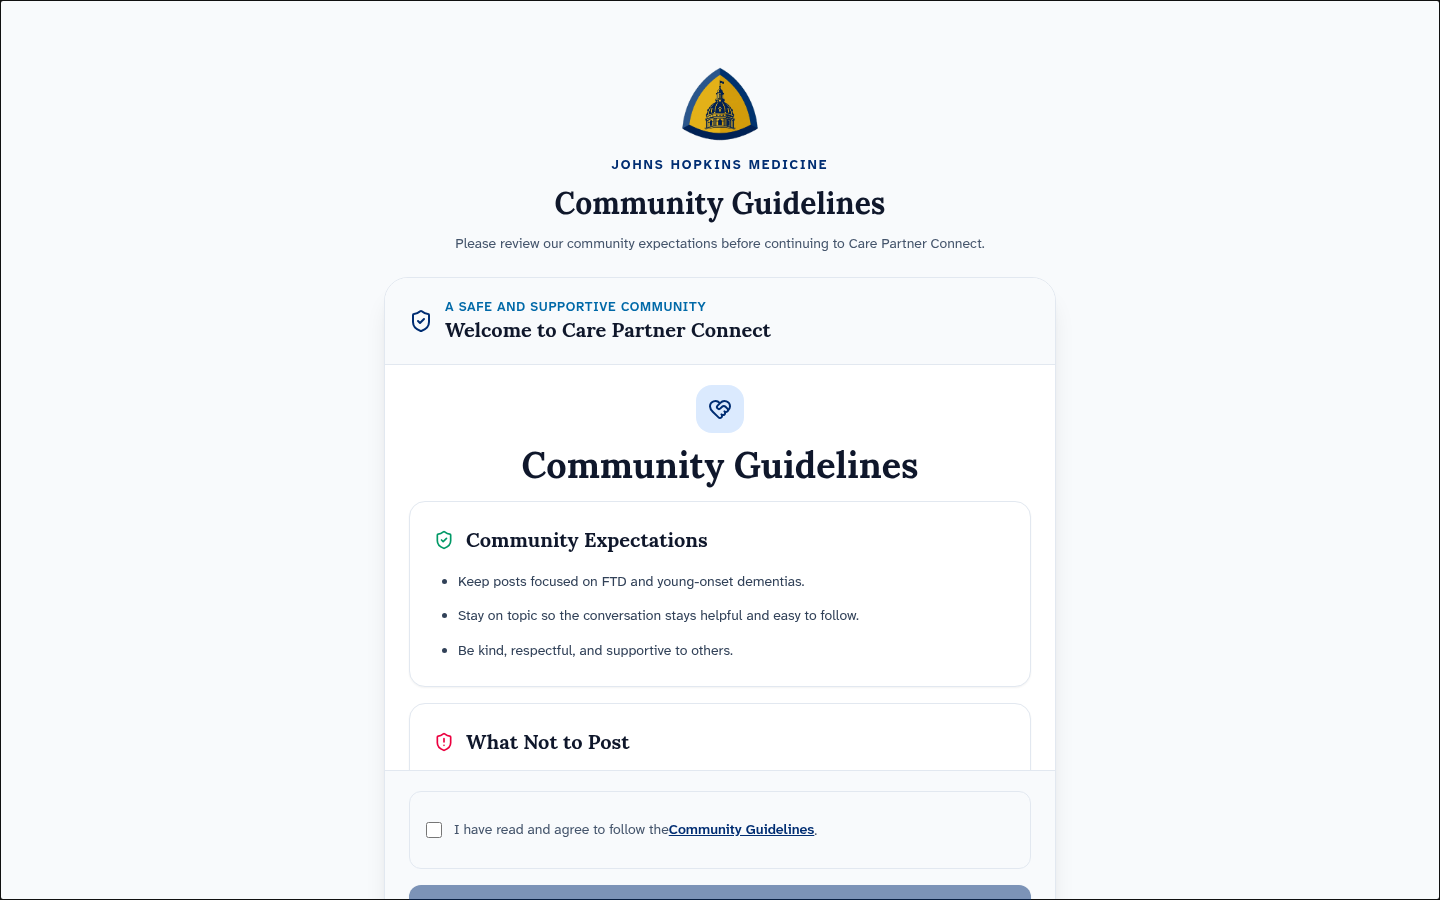 JOHNS HOPKINS MEDICINE
Community Guidelines
Please review our community expectations before continuing to Care Partner Connect.
A SAFE AND SUPPORTIVE COMMUNITY
Welcome to Care Partner Connect
Community Guidelines
Community Expectations
Keep posts focused on FTD and young-onset dementias.
Stay on topic so the conversation stays helpful and easy to follow.
Be kind, respectful, and supportive to others.
What Not to Post
I have read and agree to follow theCommunity Guidelines.